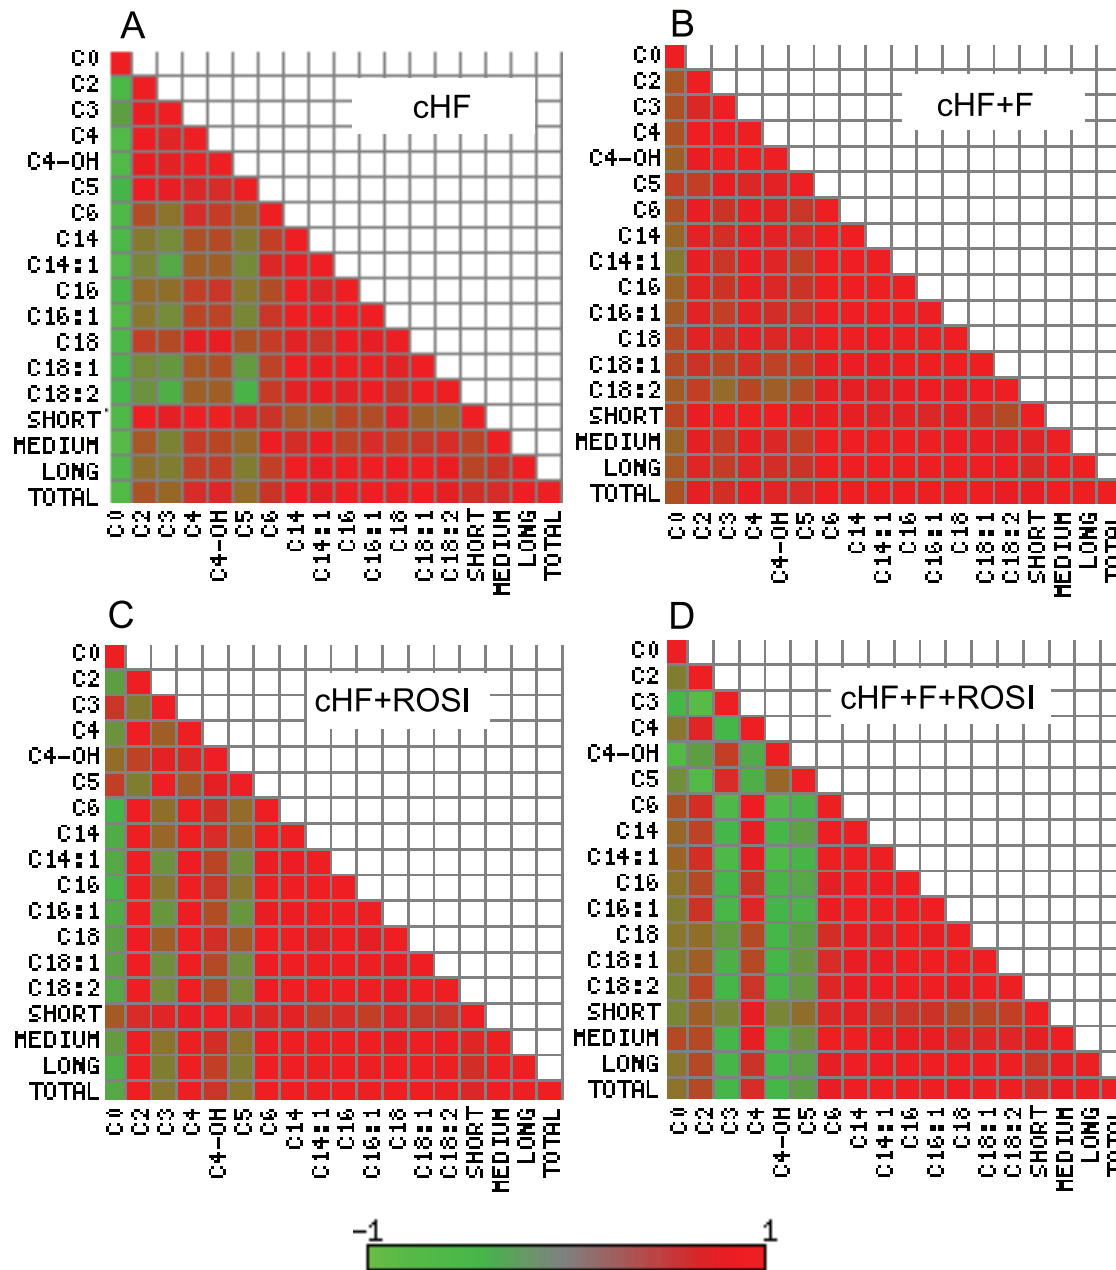 A
cHF
C0
C2
C3
C4
C4-OH
C5
C6
C14
C14:1
C16
C16:1
C18
C18:1
C18:2
SHORT
MEDIUM
LONG
TOTAL
C0 C2 C3 C4 C4-OH C5 C6 C14 C14:1 C16 C16:1 C18 C18:1 C18:2 SHORT MEDIUM LONG TOTAL
B
cHF+F
C0
C2
C3
C4
C4-OH
C5
C6
C14
C14:1
C16
C16:1
C18
C18:1
C18:2
SHORT
MEDIUM
LONG
TOTAL
C0 C2 C3 C4 C4-OH C5 C6 C14 C14:1 C16 C16:1 C18 C18:1 C18:2 SHORT MEDIUM LONG TOTAL
C
cHF+ROSI
C0
C2
C3
C4
C4-OH
C5
C6
C14
C14:1
C16
C16:1
C18
C18:1
C18:2
SHORT
MEDIUM
LONG
TOTAL
C0 C2 C3 C4 C4-OH C5 C6 C14 C14:1 C16 C16:1 C18 C18:1 C18:2 SHORT MEDIUM LONG TOTAL
D
cHF+F+ROSI
C0
C2
C3
C4
C4-OH
C5
C6
C14
C14:1
C16
C16:1
C18
C18:1
C18:2
SHORT
MEDIUM
LONG
TOTAL
C0 C2 C3 C4 C4-OH C5 C6 C14 C14:1 C16 C16:1 C18 C18:1 C18:2 SHORT MEDIUM LONG TOTAL
-1 1